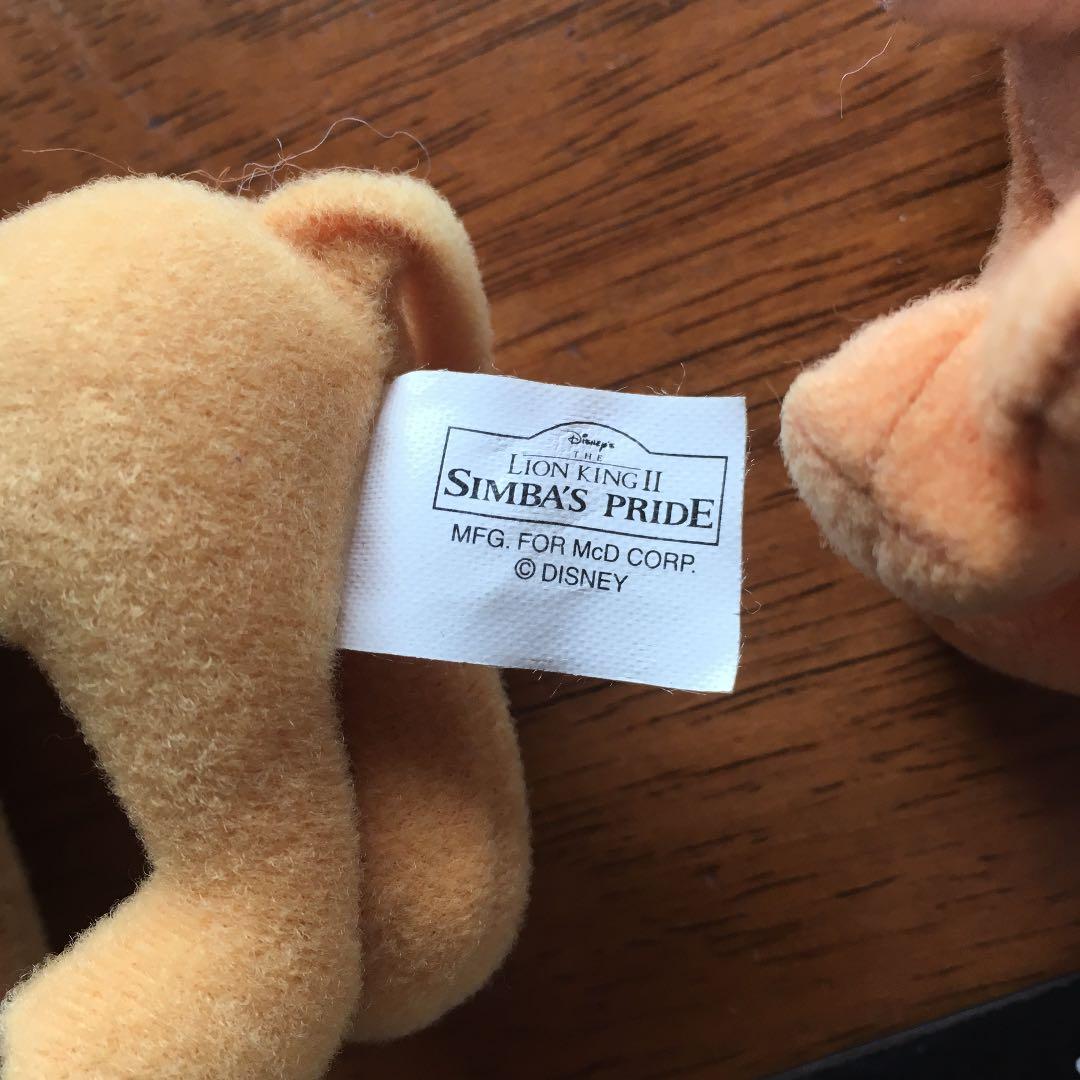 Disney's
THE
LION KING II
SIMBA'S PRIDE
MFG. FOR McD CORP.
© DISNEY